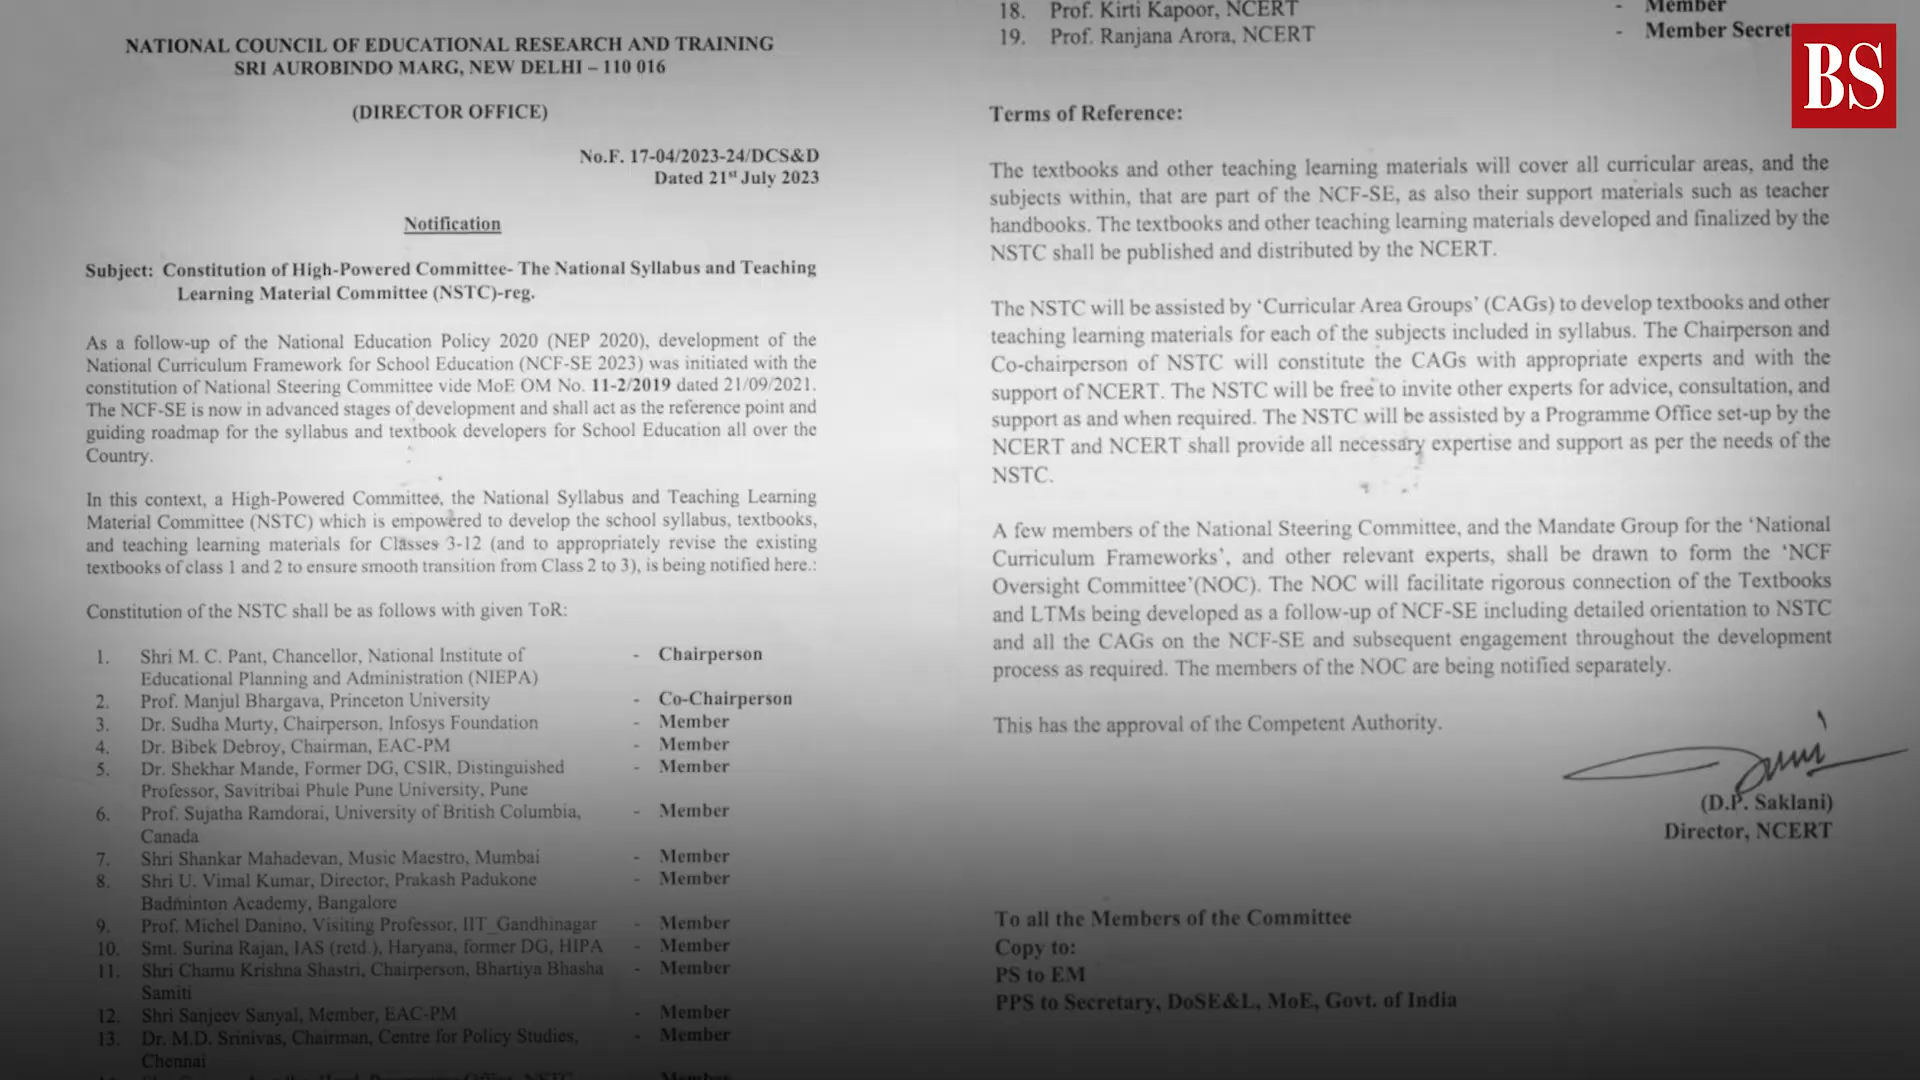 NATIONAL COUNCIL OF EDUCATIONAL RESEARCH AND TRAINING
SRI AUROBINDO MARG, NEW DELHI – 110 016
(DIRECTOR OFFICE)
No.F. 17-04/2023-24/DCS&D
Dated 21st July 2023
Notification
Subject: Constitution of High-Powered Committee- The National Syllabus and Teaching
Learning Material Committee (NSTC)-reg.
As a follow-up of the National Education Policy 2020 (NEP 2020), development of the
National Curriculum Framework for School Education (NCF-SE 2023) was initiated with the
constitution of National Steering Committee vide MoE OM No. 11-2/2019 dated 21/09/2021.
The NCF-SE is now in advanced stages of development and shall act as the reference point and
guiding roadmap for the syllabus and textbook developers for School Education all over the
Country.
In this context, a High-Powered Committee, the National Syllabus and Teaching Learning
Material Committee (NSTC) which is empowered to develop the school syllabus, textbooks,
and teaching learning materials for Classes 3-12 (and to appropriately revise the existing
textbooks of class 1 and 2 to ensure smooth transition from Class 2 to 3), is being notified here.:
Constitution of the NSTC shall be as follows with given ToR:
1. Shri M. C. Pant, Chancellor, National Institute of - Chairperson
Educational Planning and Administration (NIEPA)
2. Prof. Manjul Bhargava, Princeton University - Co-Chairperson
3. Dr. Sudha Murty, Chairperson, Infosys Foundation - Member
4. Dr. Bibek Debroy, Chairman, EAC-PM - Member
5. Dr. Shekhar Mande, Former DG, CSIR, Distinguished - Member
Professor, Savitribai Phule Pune University, Pune
6. Prof. Sujatha Ramdorai, University of British Columbia, - Member
Canada
7. Shri Shankar Mahadevan, Music Maestro, Mumbai - Member
8. Shri U. Vimal Kumar, Director, Prakash Padukone - Member
Badminton Academy, Bangalore
9. Prof. Michel Danino, Visiting Professor, IIT_Gandhinagar - Member
10. Smt. Surina Rajan, IAS (retd.), Haryana, former DG, HIPA - Member
11. Shri Chamu Krishna Shastri, Chairperson, Bhartiya Bhasha - Member
Samiti
12. Shri Sanjeev Sanyal, Member, EAC-PM - Member
13. Dr. M.D. Srinivas, Chairman, Centre for Policy Studies, - Member
Chennai
18. Prof. Kirti Kapoor, NCERT - Member
19. Prof. Ranjana Arora, NCERT - Member Secret
BS
Terms of Reference:
The textbooks and other teaching learning materials will cover all curricular areas, and the
subjects within, that are part of the NCF-SE, as also their support materials such as teacher
handbooks. The textbooks and other teaching learning materials developed and finalized by the
NSTC shall be published and distributed by the NCERT.
The NSTC will be assisted by ‘Curricular Area Groups’ (CAGs) to develop textbooks and other
teaching learning materials for each of the subjects included in syllabus. The Chairperson and
Co-chairperson of NSTC will constitute the CAGs with appropriate experts and with the
support of NCERT. The NSTC will be free to invite other experts for advice, consultation, and
support as and when required. The NSTC will be assisted by a Programme Office set-up by the
NCERT and NCERT shall provide all necessary expertise and support as per the needs of the
NSTC.
A few members of the National Steering Committee, and the Mandate Group for the ‘National
Curriculum Frameworks’, and other relevant experts, shall be drawn to form the ‘NCF
Oversight Committee’(NOC). The NOC will facilitate rigorous connection of the Textbooks
and LTMs being developed as a follow-up of NCF-SE including detailed orientation to NSTC
and all the CAGs on the NCF-SE and subsequent engagement throughout the development
process as required. The members of the NOC are being notified separately.
This has the approval of the Competent Authority.
(D.P. Saklani)
Director, NCERT
To all the Members of the Committee
Copy to:
PS to EM
PPS to Secretary, DoSE&L, MoE, Govt. of India